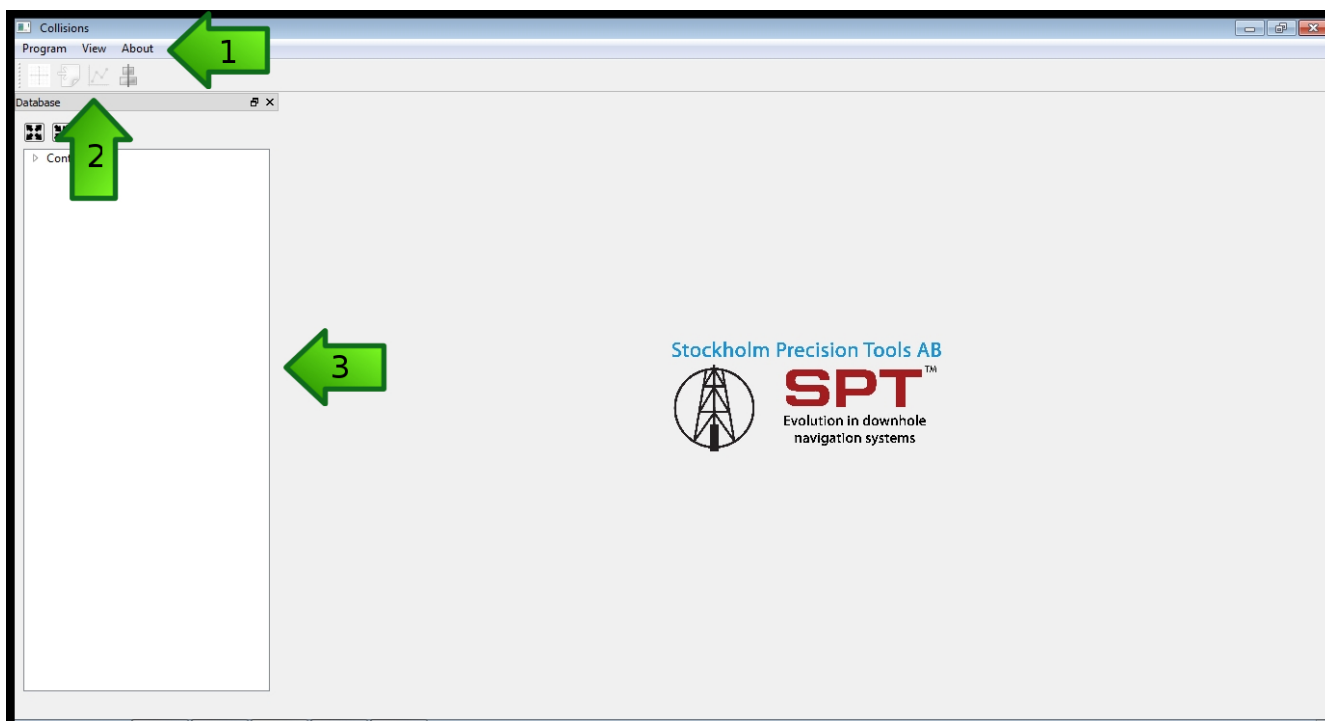 Collisions
Program View About
1
Database
2
3
Stockholm Precision Tools AB
SPT™
Evolution in downhole
navigation systems